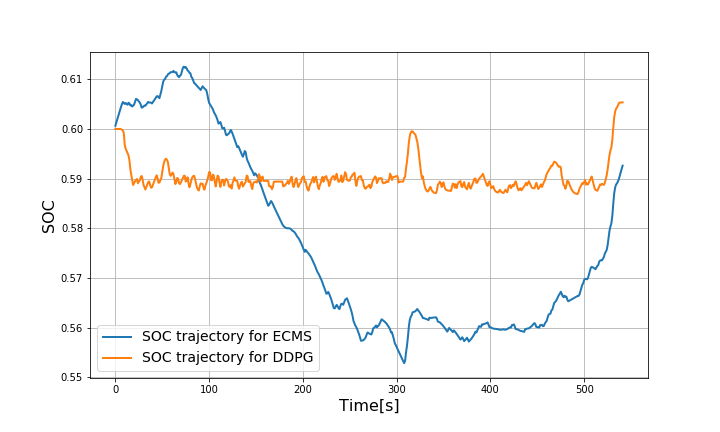 0.61
0.60
0.59
0.58
0.57
0.56
0.55
SOC
SOC trajectory for ECMS
SOC trajectory for DDPG
0 100 200 300 400 500
Time[s]